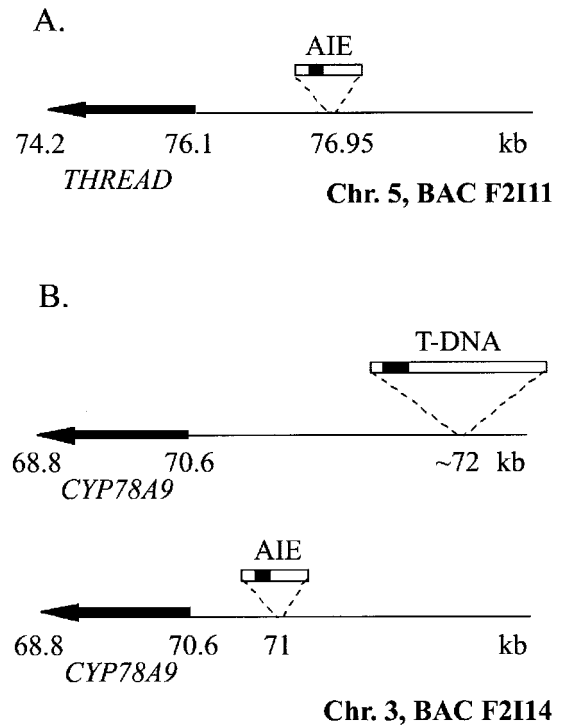 A.
AIE
74.2 76.1 76.95 kb
THREAD
Chr. 5, BAC F2I11
B.
T-DNA
68.8 70.6 ~72 kb
CYP78A9
AIE
68.8 70.6 71 kb
CYP78A9
Chr. 3, BAC F2I14